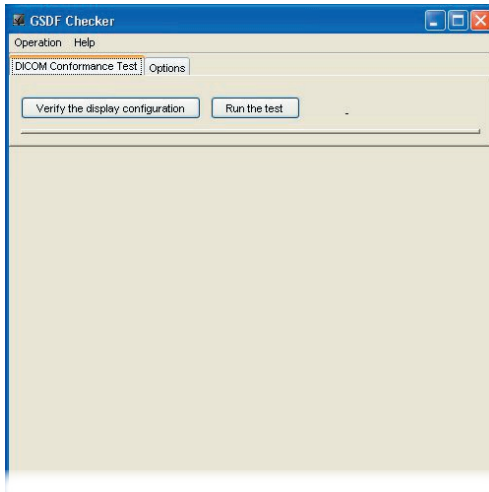 GSDF Checker
Operation Help
DICOM Conformance Test Options
Verify the display configuration Run the test -